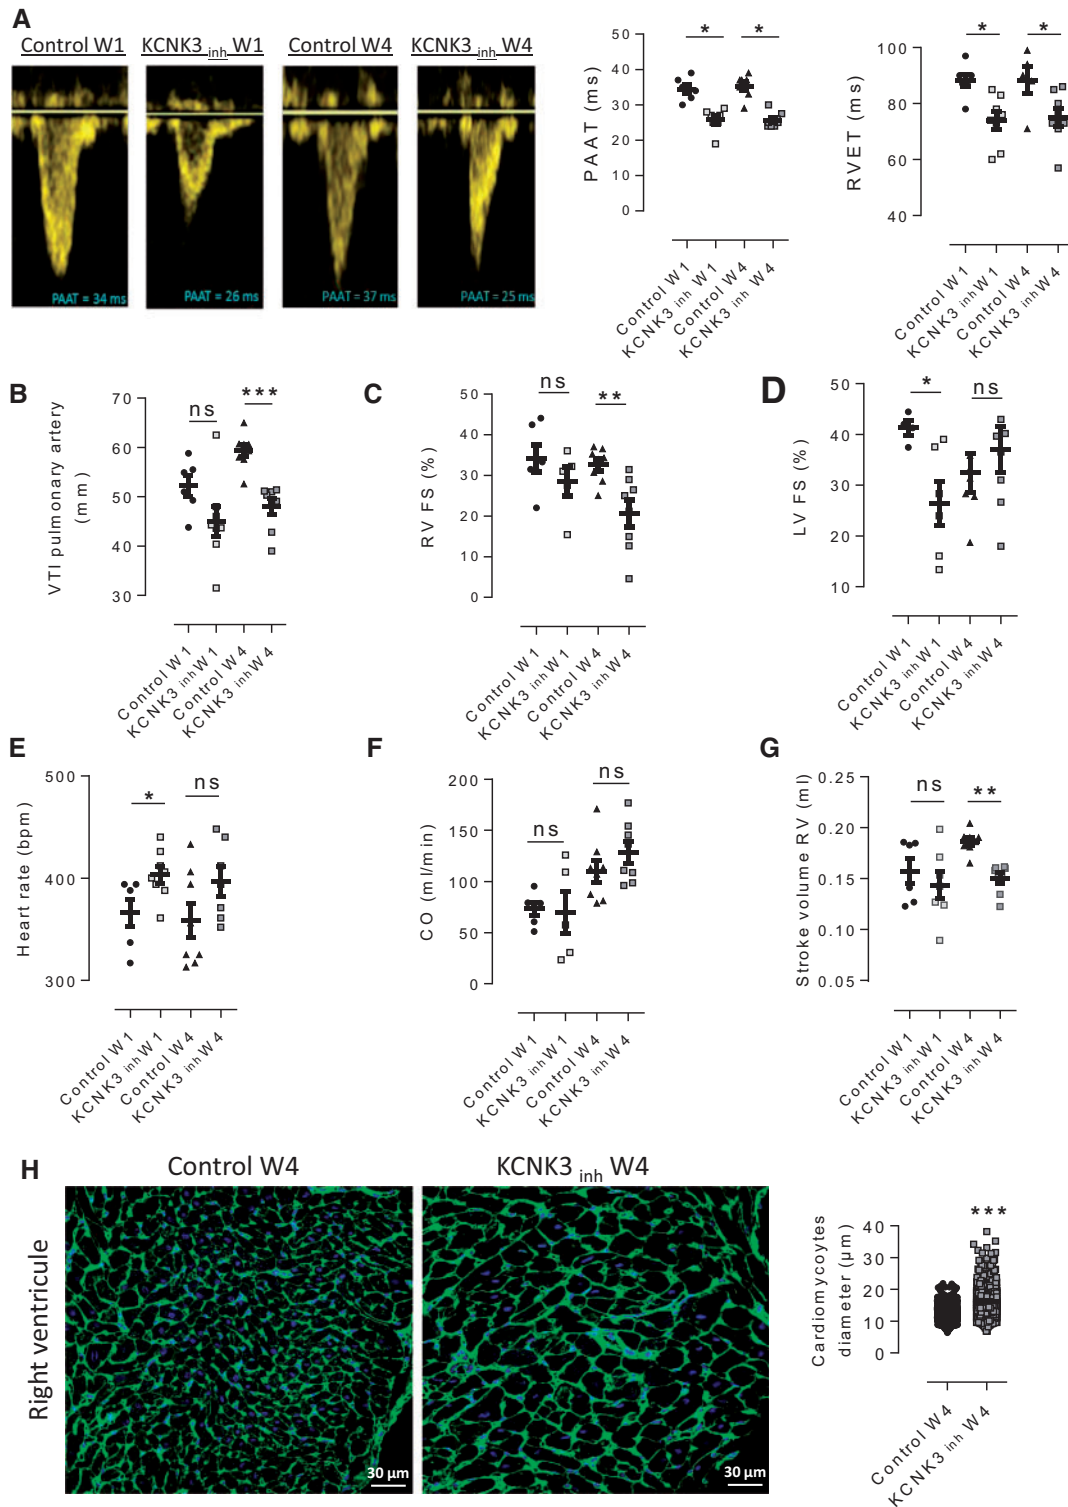 A
Control W1 KCNK3 inh W1 Control W4 KCNK3 inh W4
PAAT = 34 ms PAAT = 26 ms PAAT = 37 ms PAAT = 25 ms
PAAT (ms)
50
40
30
20
10
0
* *
Control W1
KCNK3 inh W1
Control W4
KCNK3 inh W4
RVET (ms)
100
80
60
40
* *
Control W1
KCNK3 inh W1
Control W4
KCNK3 inh W4
B
VTI pulmonary artery
(mm)
70
60
50
40
30
ns ***
Control W1
KCNK3 inh W1
Control W4
KCNK3 inh W4
C
RV FS (%)
50
40
30
20
10
0
ns **
Control W1
KCNK3 inh W1
Control W4
KCNK3 inh W4
D
LV FS (%)
50
40
30
20
10
* ns
Control W1
KCNK3 inh W1
Control W4
KCNK3 inh W4
E
Heart rate (bpm)
500
400
300
* ns
Control W1
KCNK3 inh W1
Control W4
KCNK3 inh W4
F
CO (ml/min)
200
150
100
50
0
ns ns
Control W1
KCNK3 inh W1
Control W4
KCNK3 inh W4
G
Stroke volume RV (ml)
0.25
0.20
0.15
0.10
0.05
ns **
Control W1
KCNK3 inh W1
Control W4
KCNK3 inh W4
H
Control W4 KCNK3 inh W4
Right ventricule
30 µm 30 µm
Cardiomycoytes
diameter (µm)
40
30
20
10
0
***
Control W4
KCNK3 inh W4